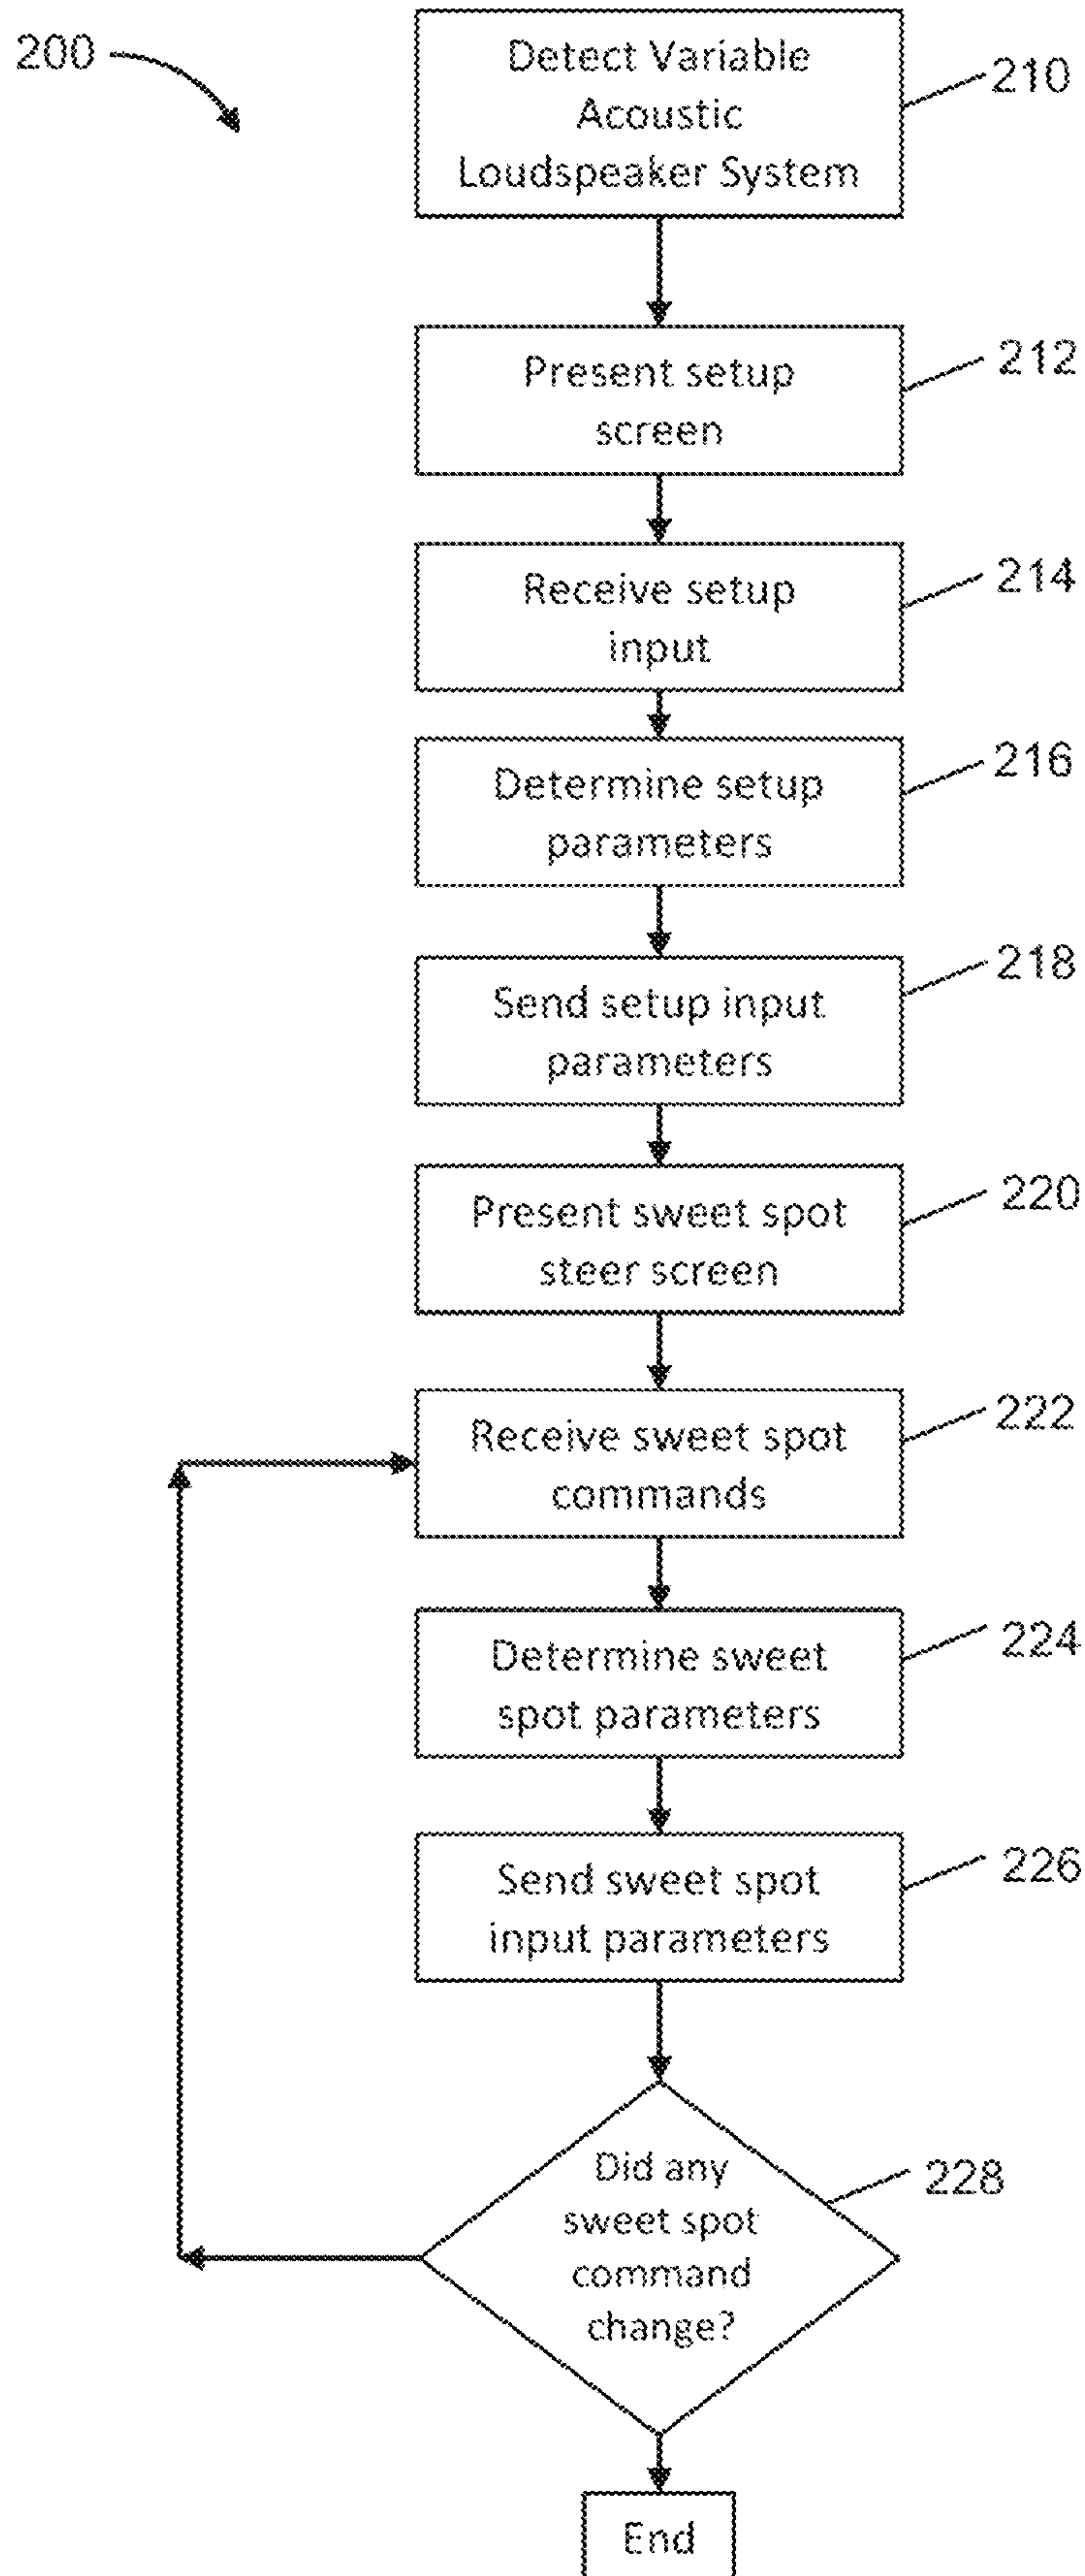 200
Detect Variable
Acoustic
Loudspeaker System
210
Present setup
screen
212
Receive setup
input
214
Determine setup
parameters
216
Send setup input
parameters
218
Present sweet spot
steer screen
220
Receive sweet spot
commands
222
Determine sweet
spot parameters
224
Send sweet spot
input parameters
226
Did any
sweet spot
command
change?
228
End